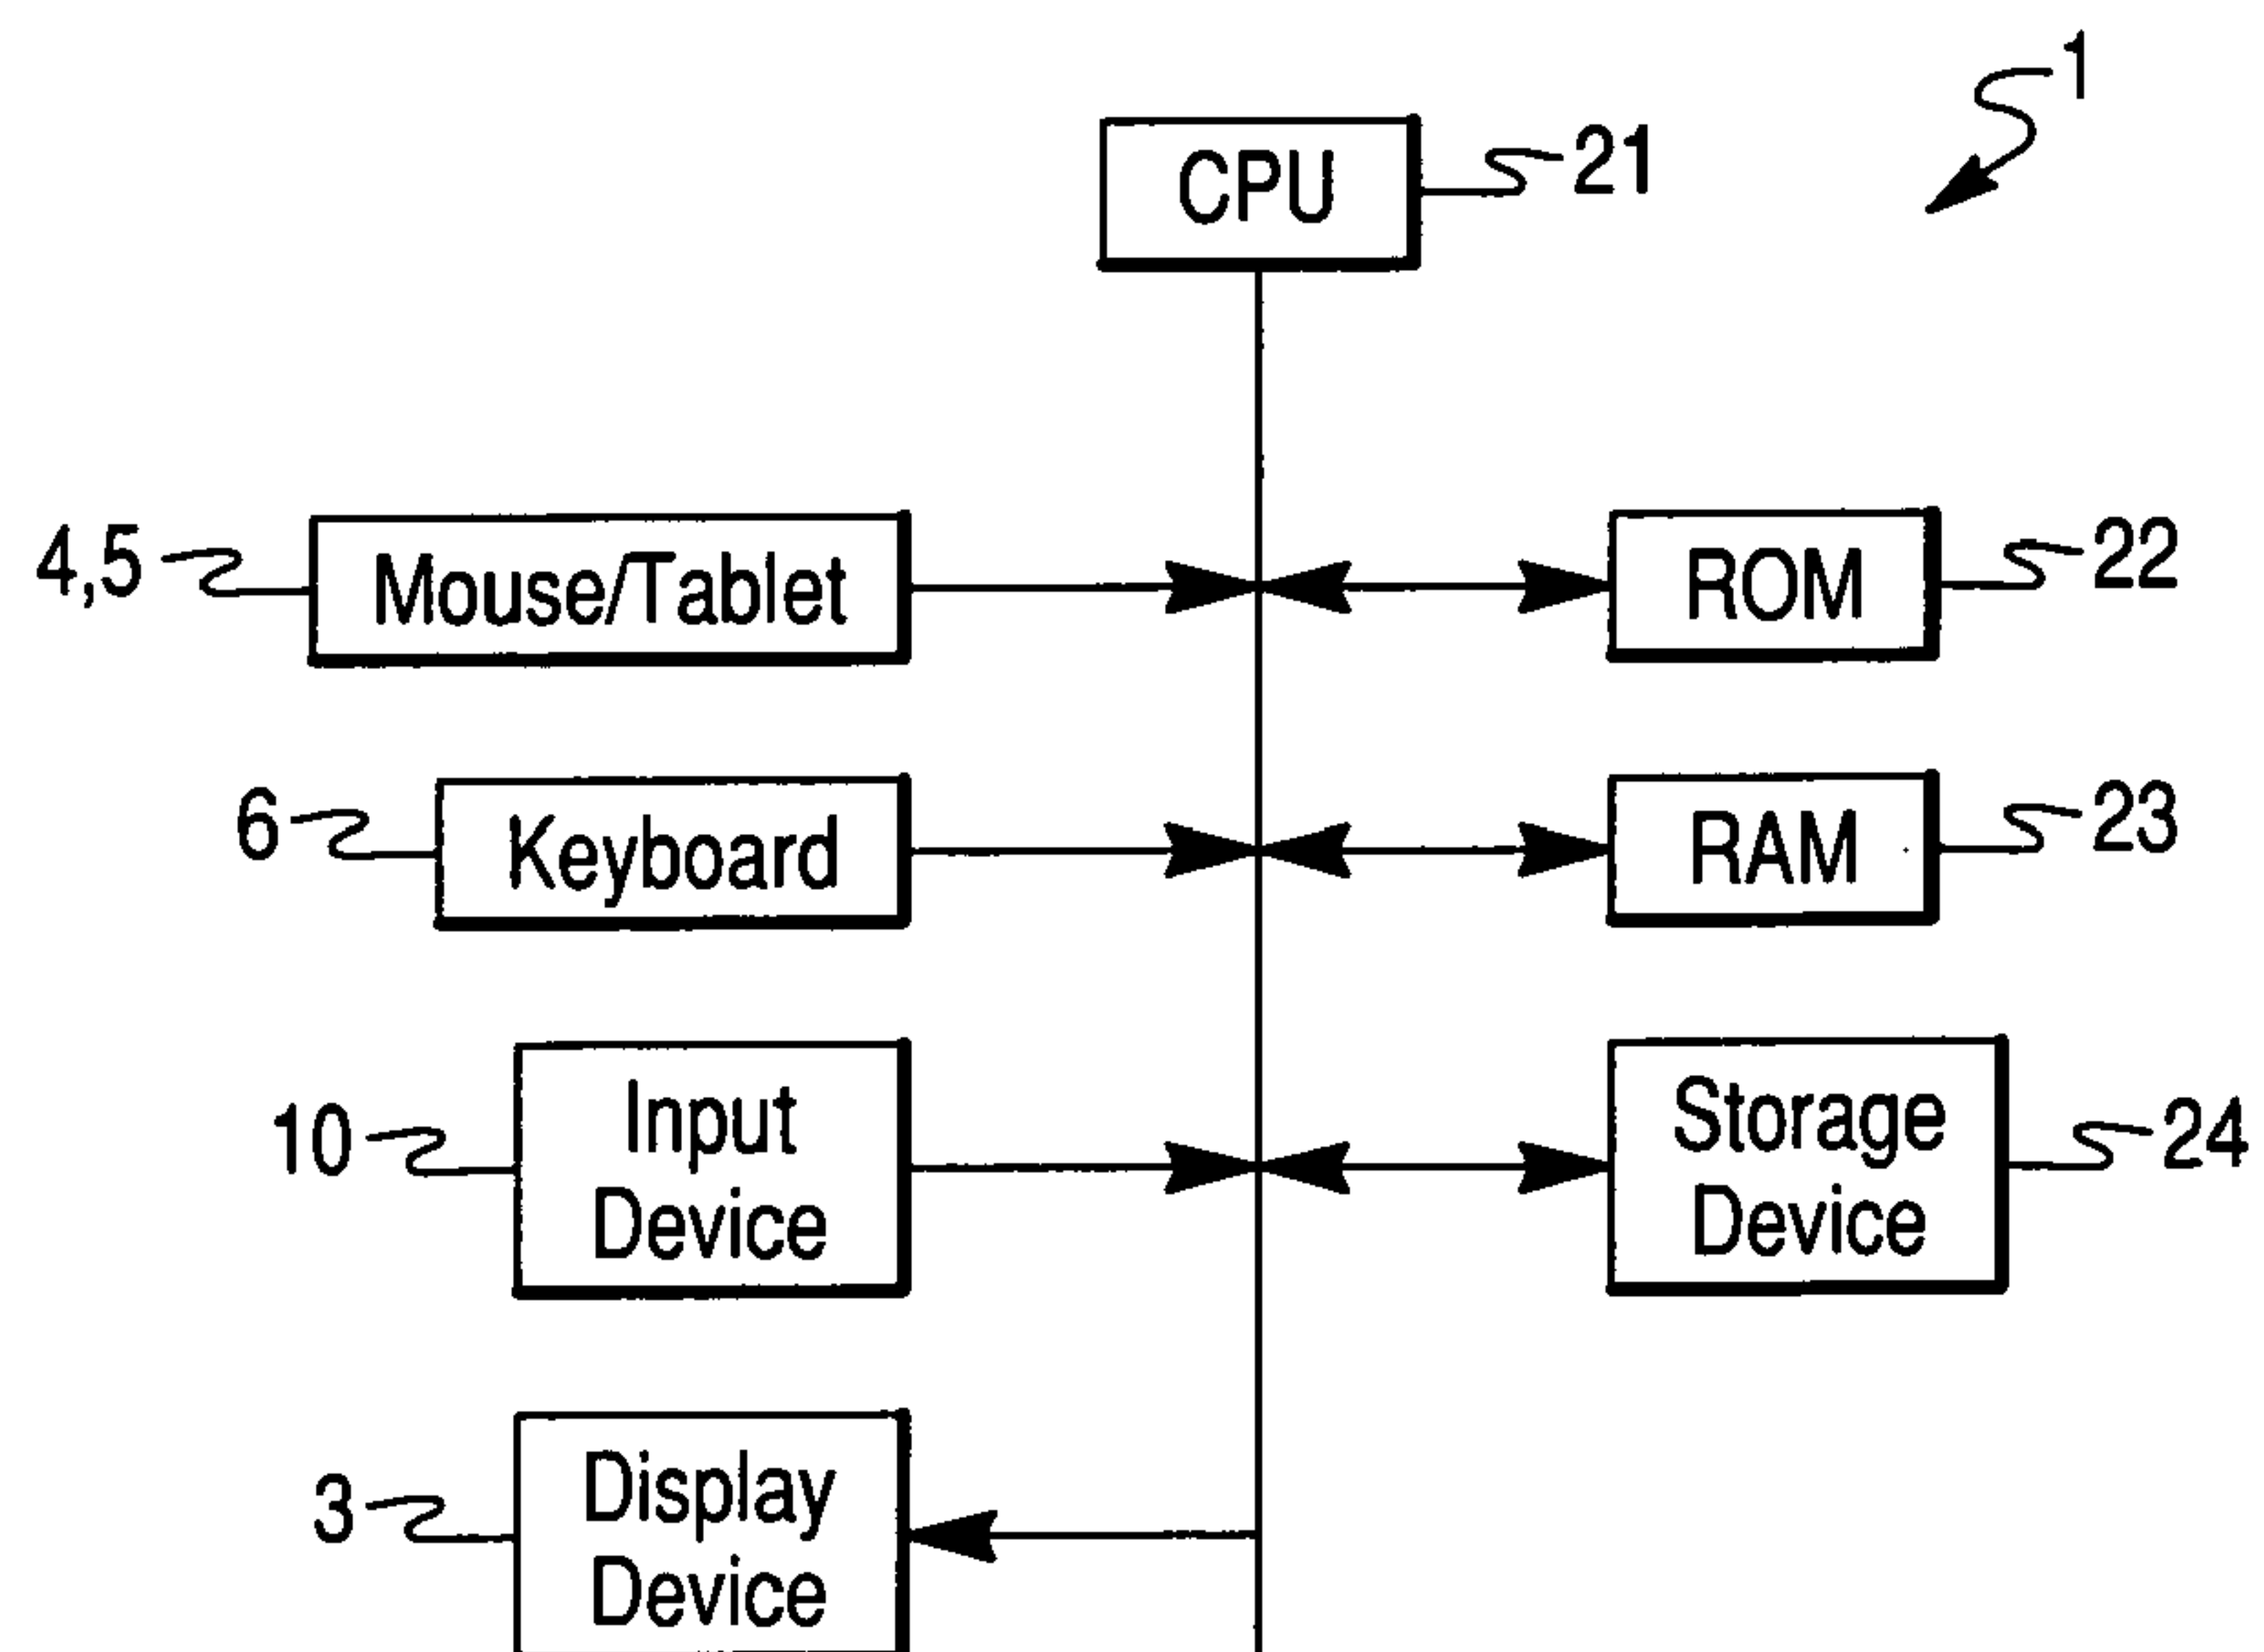 1
CPU
21
4,5
Mouse/Tablet
ROM
22
6
Keyboard
RAM
23
10
Input
Device
Storage
Device
24
3
Display
Device